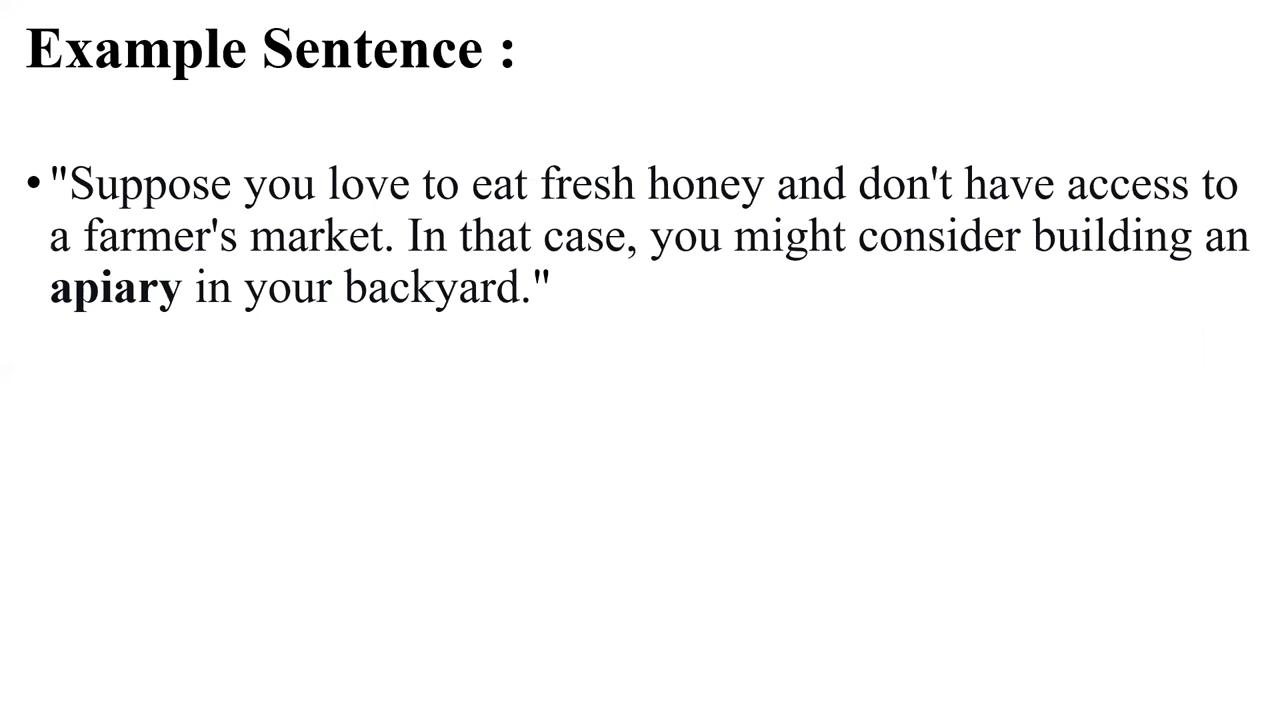 Example Sentence :
• "Suppose you love to eat fresh honey and don't have access to
a farmer's market. In that case, you might consider building an
apiary in your backyard."